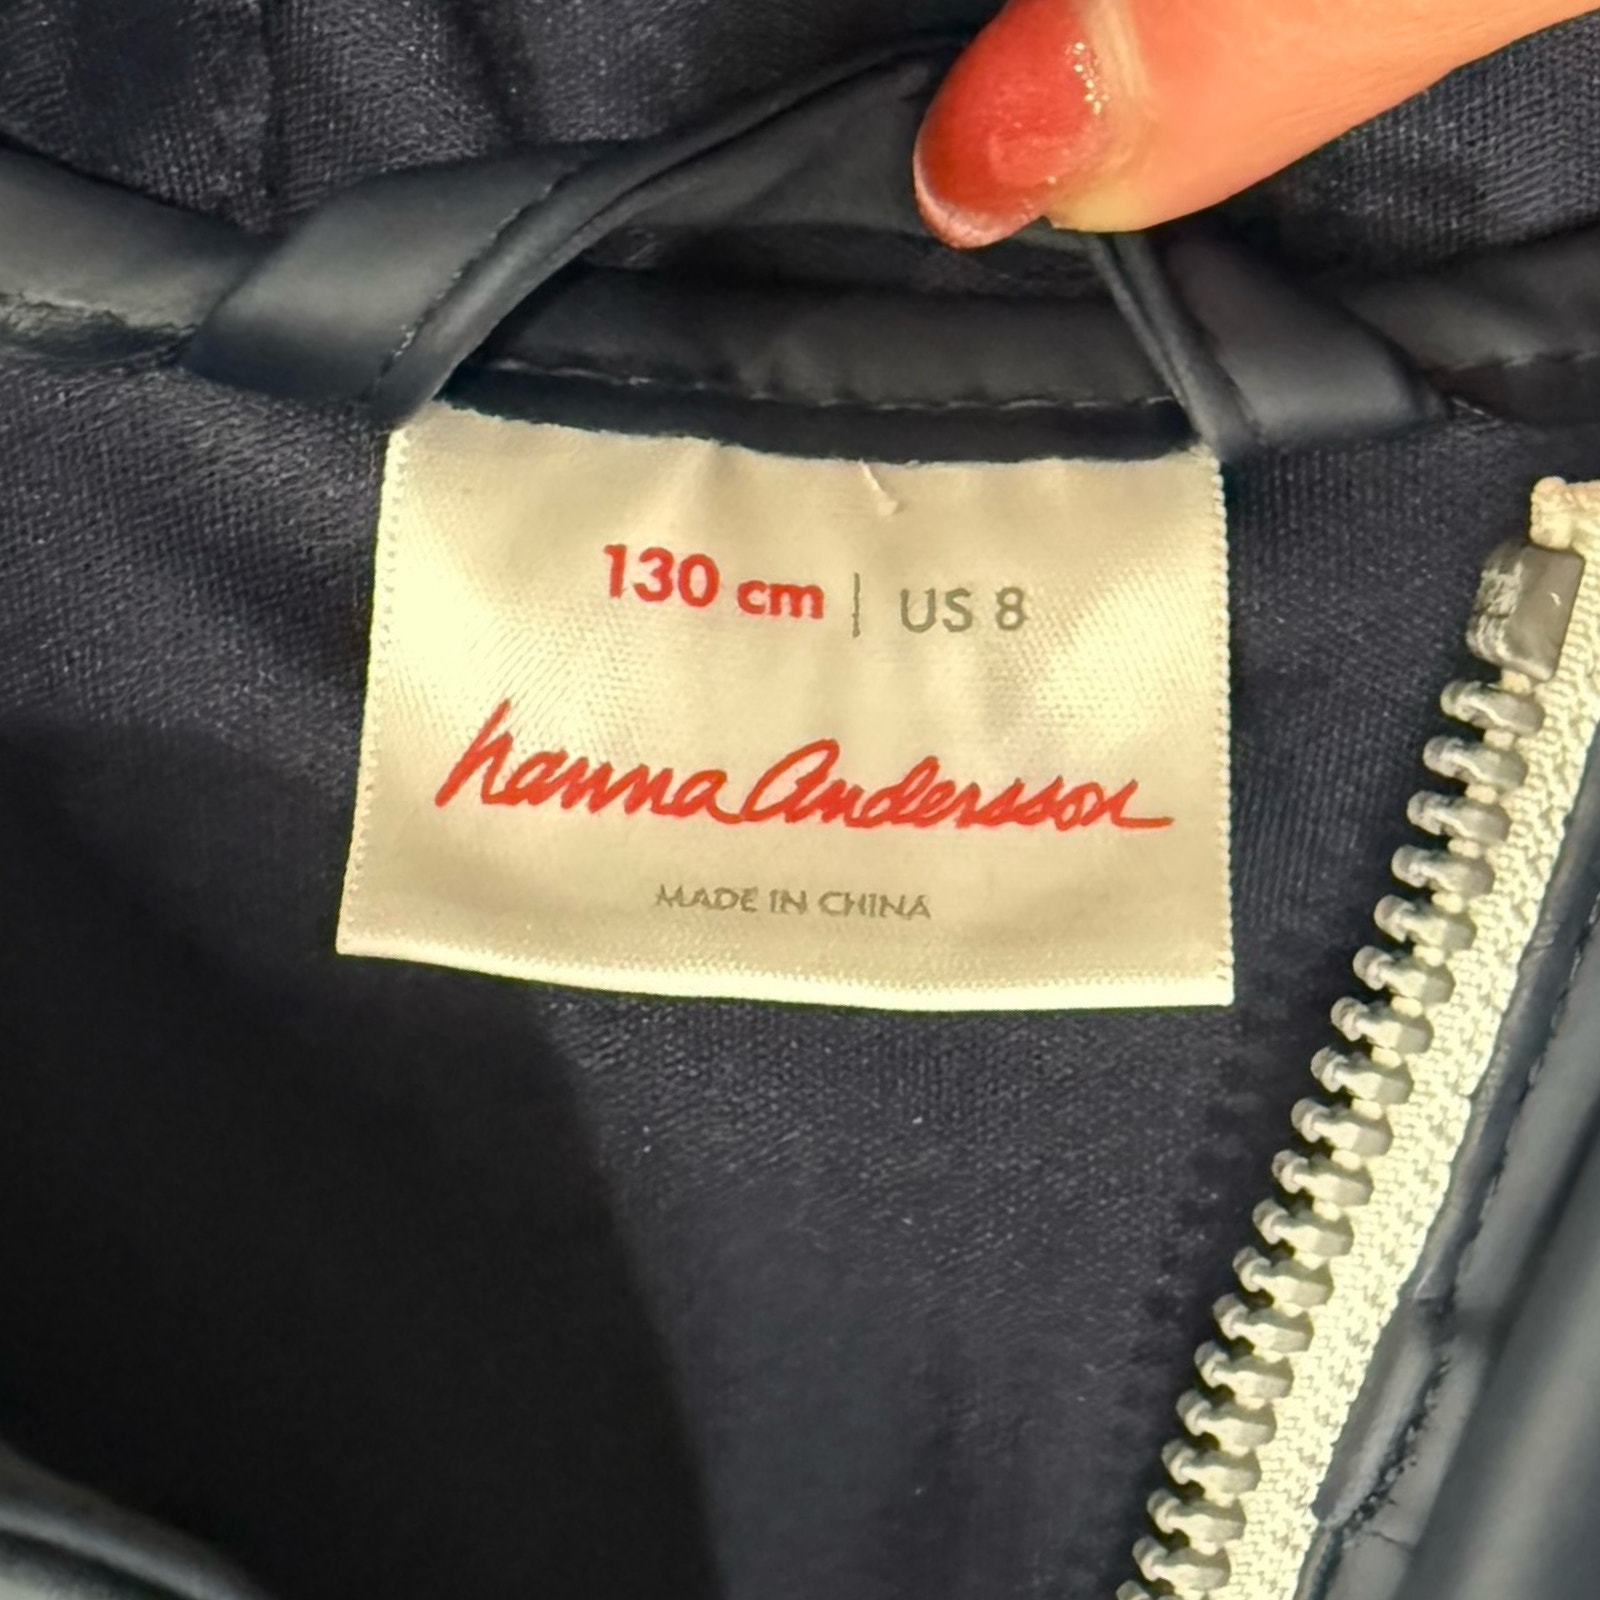 130 cm | US 8
hanna Andersson
MADE IN CHINA